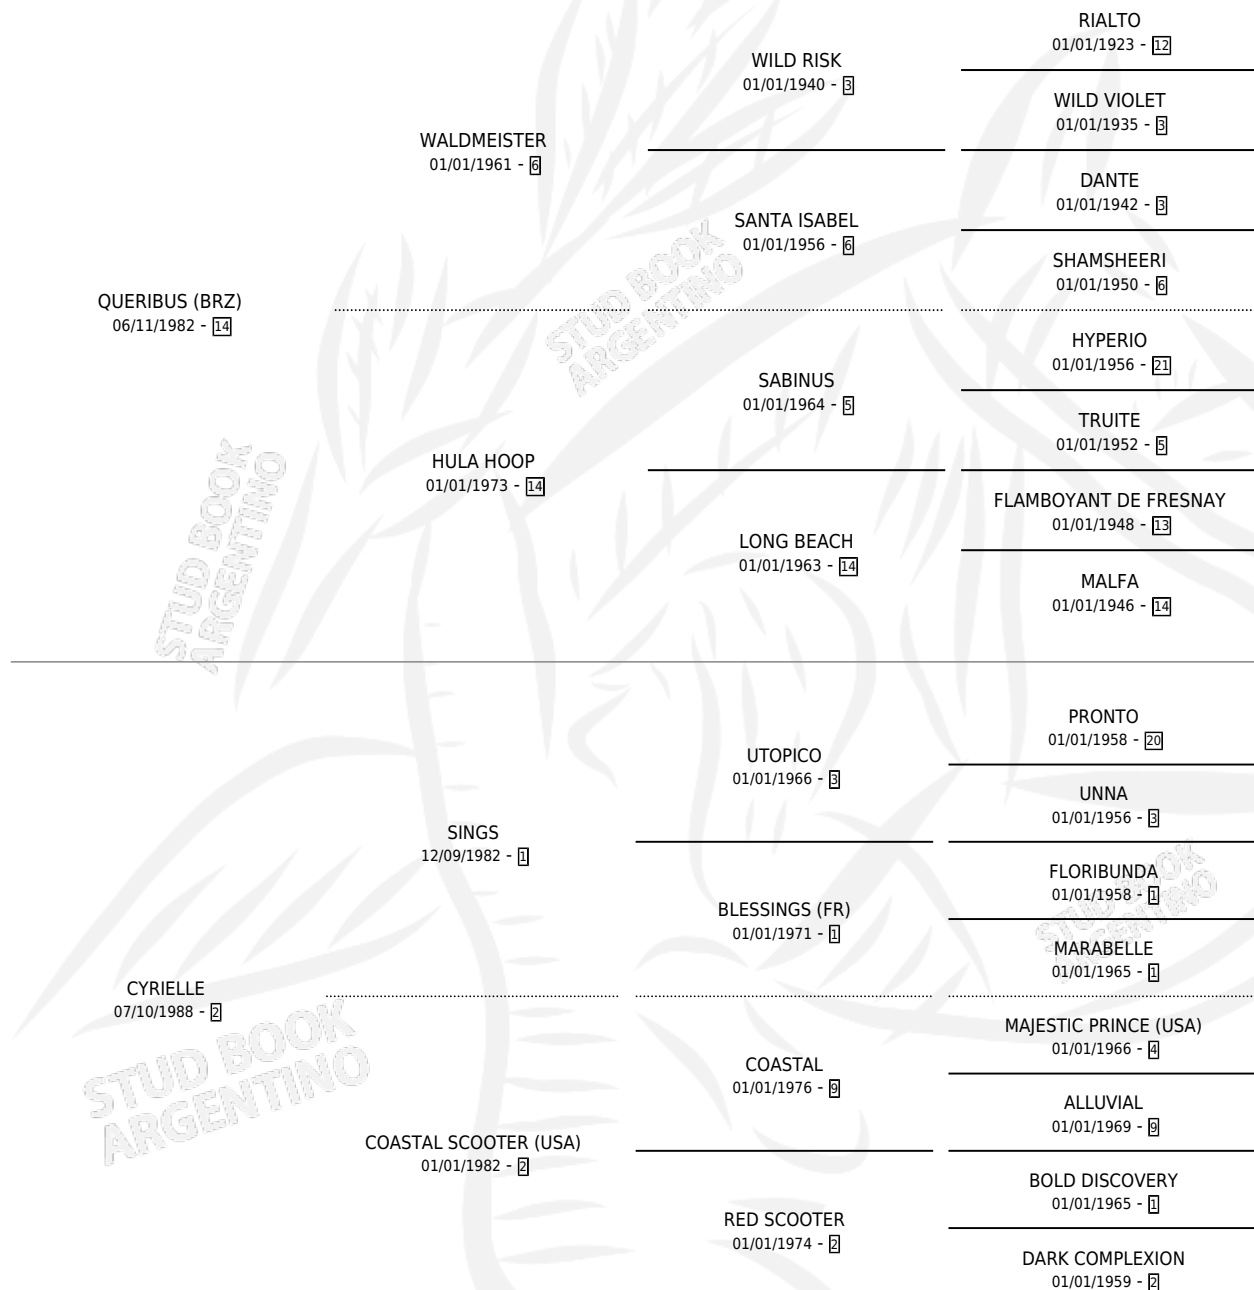 RIALTO
01/01/1923 - 12
WILD RISK
01/01/1940 - 3
WILD VIOLET
01/01/1935 - 3
WALDMEISTER
01/01/1961 - 6
DANTE
01/01/1942 - 3
SANTA ISABEL
01/01/1956 - 6
SHAMSHEERI
01/01/1950 - 6
QUERIBUS (BRZ)
06/11/1982 - 14
HYPERIO
01/01/1956 - 21
SABINUS
01/01/1964 - 5
TRUITE
01/01/1952 - 5
HULA HOOP
01/01/1973 - 14
FLAMBOYANT DE FRESNAY
01/01/1948 - 13
LONG BEACH
01/01/1963 - 14
MALFA
01/01/1946 - 14
PRONTO
01/01/1958 - 20
UTOPICO
01/01/1966 - 3
UNNA
01/01/1956 - 3
SINGS
12/09/1982 - 1
FLORIBUNDA
01/01/1958 - 1
BLESSINGS (FR)
01/01/1971 - 1
MARABELLE
01/01/1965 - 1
CYRIELLE
07/10/1988 - 2
MAJESTIC PRINCE (USA)
01/01/1966 - 4
COASTAL
01/01/1976 - 9
ALLUVIAL
01/01/1969 - 9
COASTAL SCOOTER (USA)
01/01/1982 - 2
BOLD DISCOVERY
01/01/1965 - 1
RED SCOOTER
01/01/1974 - 2
DARK COMPLEXION
01/01/1959 - 2
STUD BOOK
ARGENTINO
STUD BOOK
ARGENTINO
STUD BOOK
ARGENTINO
STUD BOOK
ARGENTINO